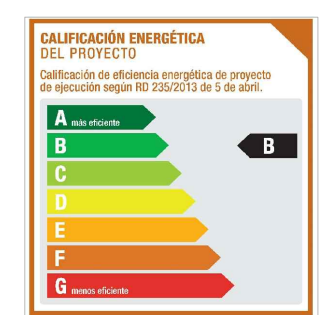 CALIFICACIÓN ENERGÉTICA
DEL PROYECTO
Calificación de eficiencia energética de proyecto
de ejecución según RD 235/2013 de 5 de abril.
A más eficiente
B B
C
D
E
F
G menos eficiente